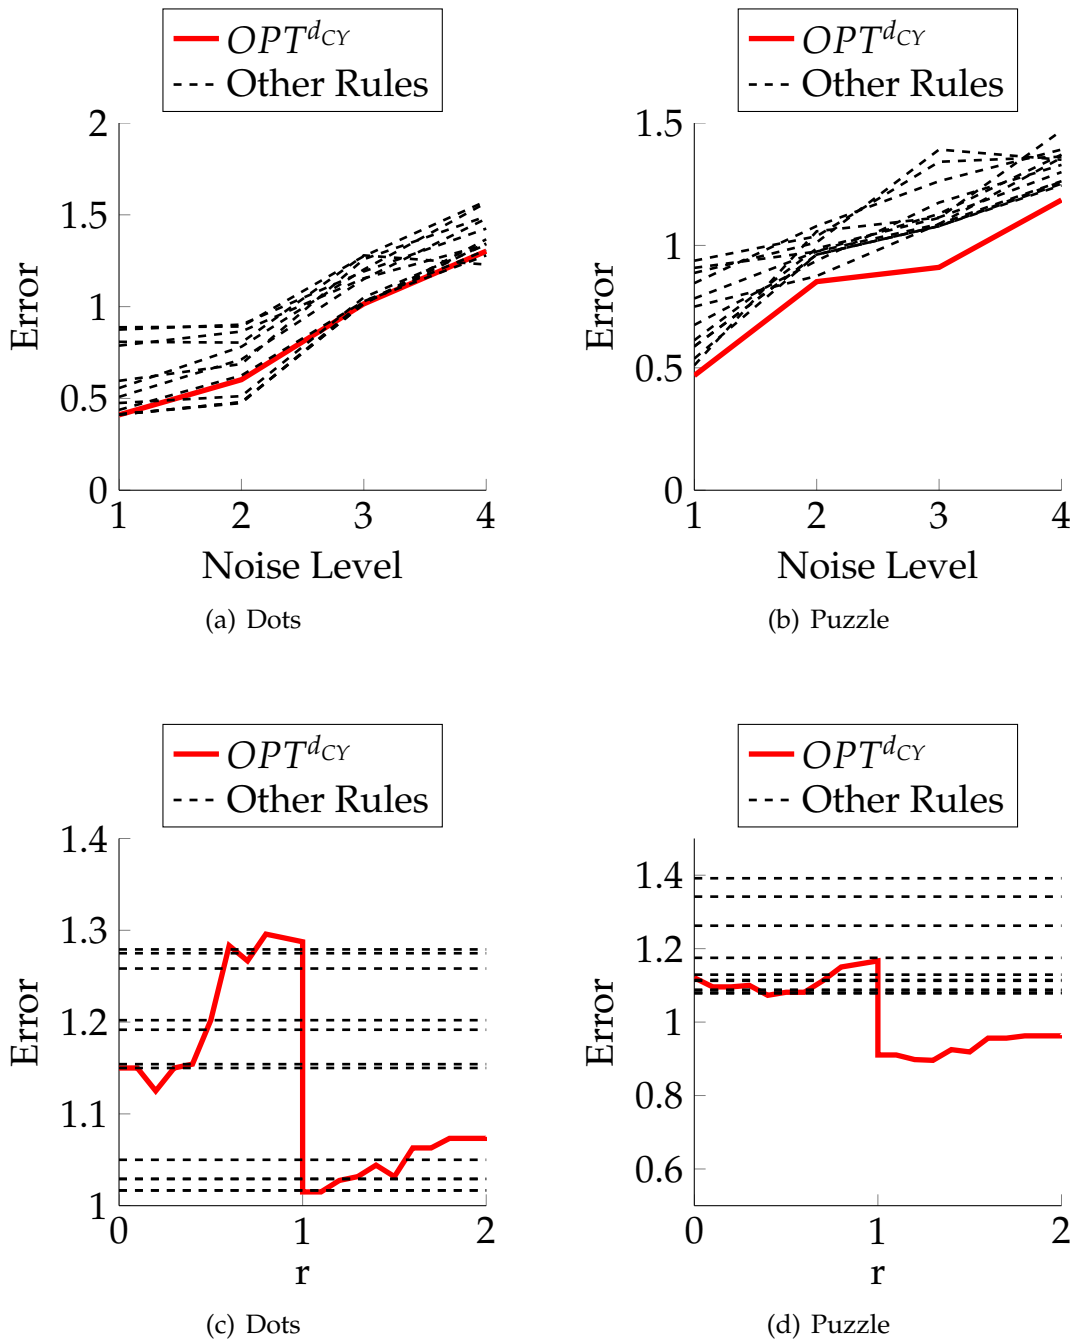 OPT^{d_{CY}}
Other Rules
2
1.5
1
0.5
0
1 2 3 4
Error
Noise Level
(a) Dots
OPT^{d_{CY}}
Other Rules
1.5
1
0.5
0
1 2 3 4
Error
Noise Level
(b) Puzzle
OPT^{d_{CY}}
Other Rules
1.4
1.3
1.2
1.1
1
0 1 2
Error
r
(c) Dots
OPT^{d_{CY}}
Other Rules
1.4
1.2
1
0.8
0.6
0 1 2
Error
r
(d) Puzzle